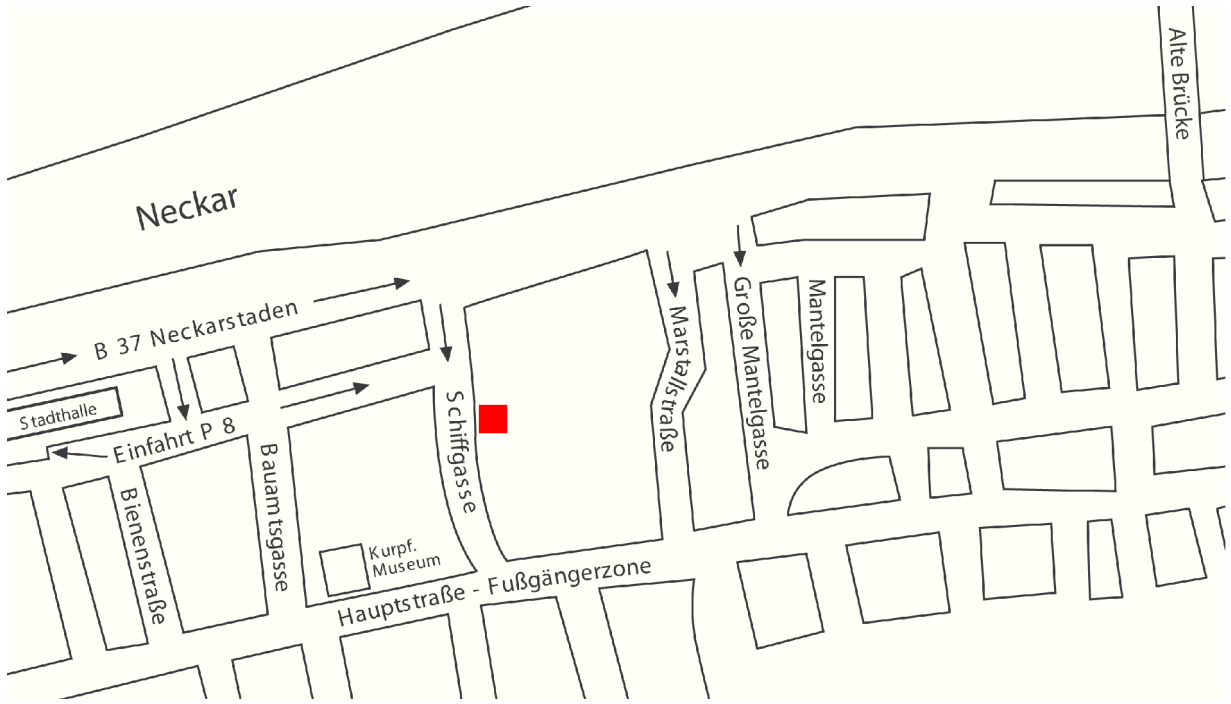 Alte Brücke
Neckar
B 37 Neckarstaden
Stadthalle
Einfahrt P 8
Bienenstraße
Bauamtsgasse
Schiffgasse
Marstallstraße
Große Mantelgasse
Mantelgasse
Kurpf.
Museum
Hauptstraße - Fußgängerzone